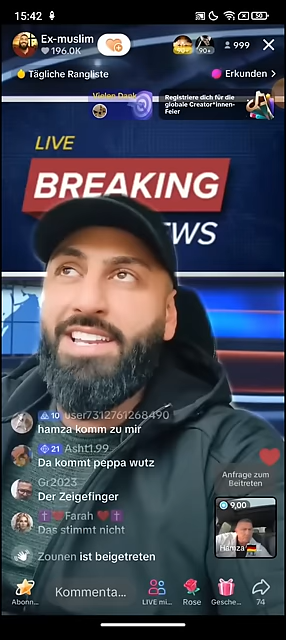 15:42
50
Ex-muslim
196.0K
90+
999
Tägliche Rangliste
Erkunden
Vielen Dank
Registriere dich für die
globale Creator*innen-
Feier
LIVE
BREAKING
NEWS
10 user7312761268490
hamza komm zu mir
21 Asht1.99
Da kommt peppa wutz
Gr2023
Der Zeigefinger
Farah
Das stimmt nicht
Zounen ist beigetreten
Anfrage zum
Beitreten
9,00
Hamza
Abonn...
Kommenta...
LIVE mi...
Rose
Gesche...
74